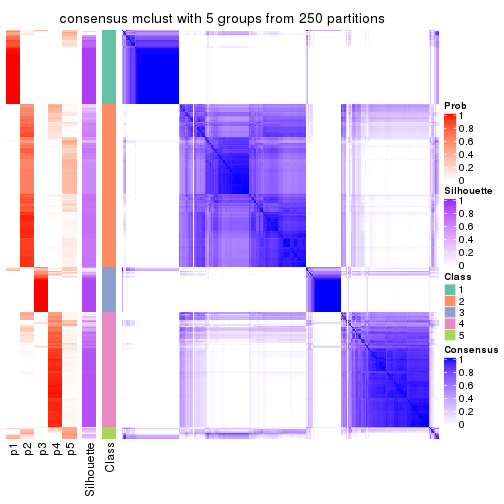 consensus mclust with 5 groups from 250 partitions
Prob
1
0.8
0.6
0.4
0.2
0
Silhouette
1
0.8
0.6
0.4
0.2
0
Class
1
2
3
4
5
Consensus
1
0.8
0.6
0.4
0.2
0
p1
p2
p3
p4
p5
Silhouette
Class